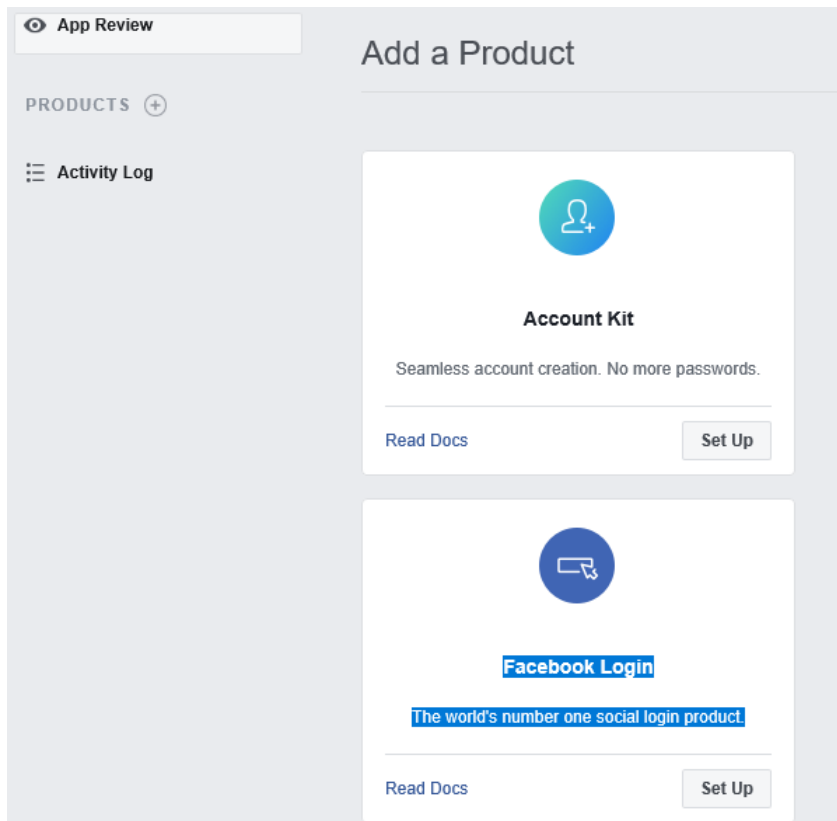 App Review
PRODUCTS
Activity Log
Add a Product
Account Kit
Seamless account creation. No more passwords.
Read Docs
Set Up
Facebook Login
The world's number one social login product.
Read Docs
Set Up